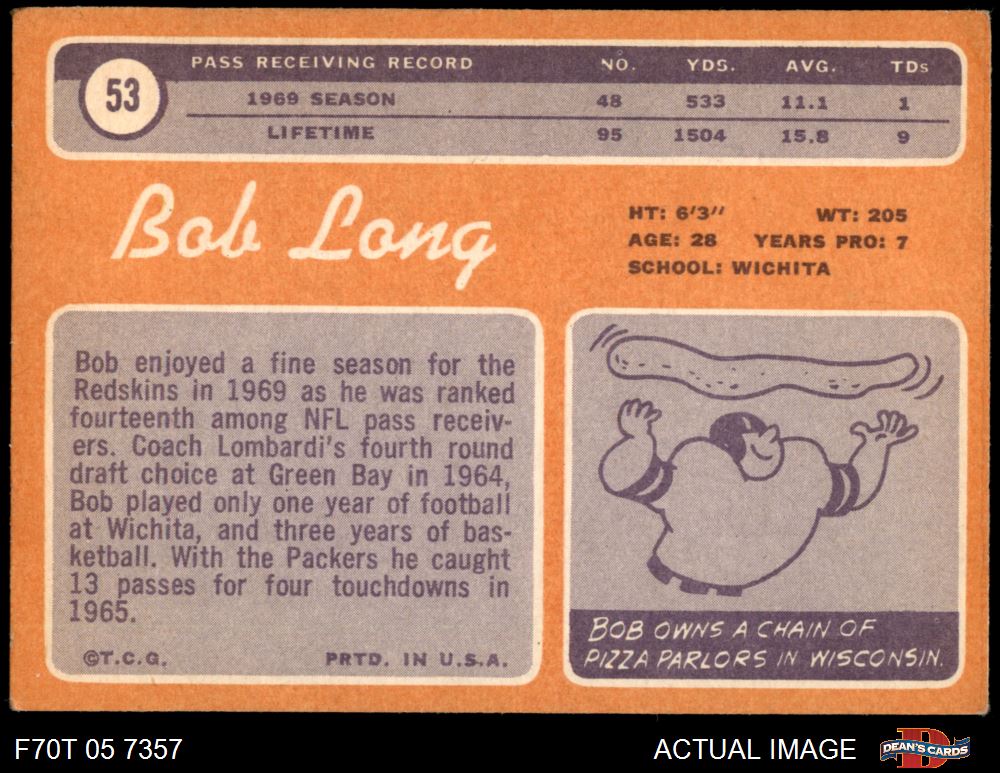 53
PASS RECEIVING RECORD NO. YDS. AVG. TDs
1969 SEASON 48 533 11.1 1
LIFETIME 95 1504 15.8 9
Bob Long
HT: 6'3" WT: 205
AGE: 28 YEARS PRO: 7
SCHOOL: WICHITA
Bob enjoyed a fine season for the
Redskins in 1969 as he was ranked
fourteenth among NFL pass receiv-
ers. Coach Lombardi's fourth round
draft choice at Green Bay in 1964,
Bob played only one year of football
at Wichita, and three years of bas-
ketball. With the Packers he caught
13 passes for four touchdowns in
1965.
©T.C.G. PRTD. IN U.S.A.
BOB OWNS A CHAIN OF
PIZZA PARLORS IN WISCONSIN.
F70T 05 7357
ACTUAL IMAGE
D
DEAN'S CARDS